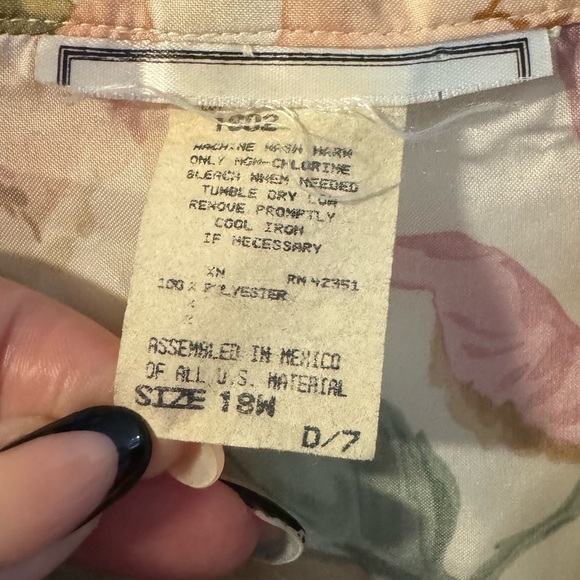 1802
MACHINE WASH WARM
ONLY NON-CHLORINE
BLEACH WHEN NEEDED
TUMBLE DRY LOW
REMOVE PROMPTLY
COOL IRON
IF NECESSARY
XN RN 42351
100 % POLYESTER
ASSEMBLED IN MEXICO
OF ALL U.S. MATERIAL
SIZE 18W
D/7